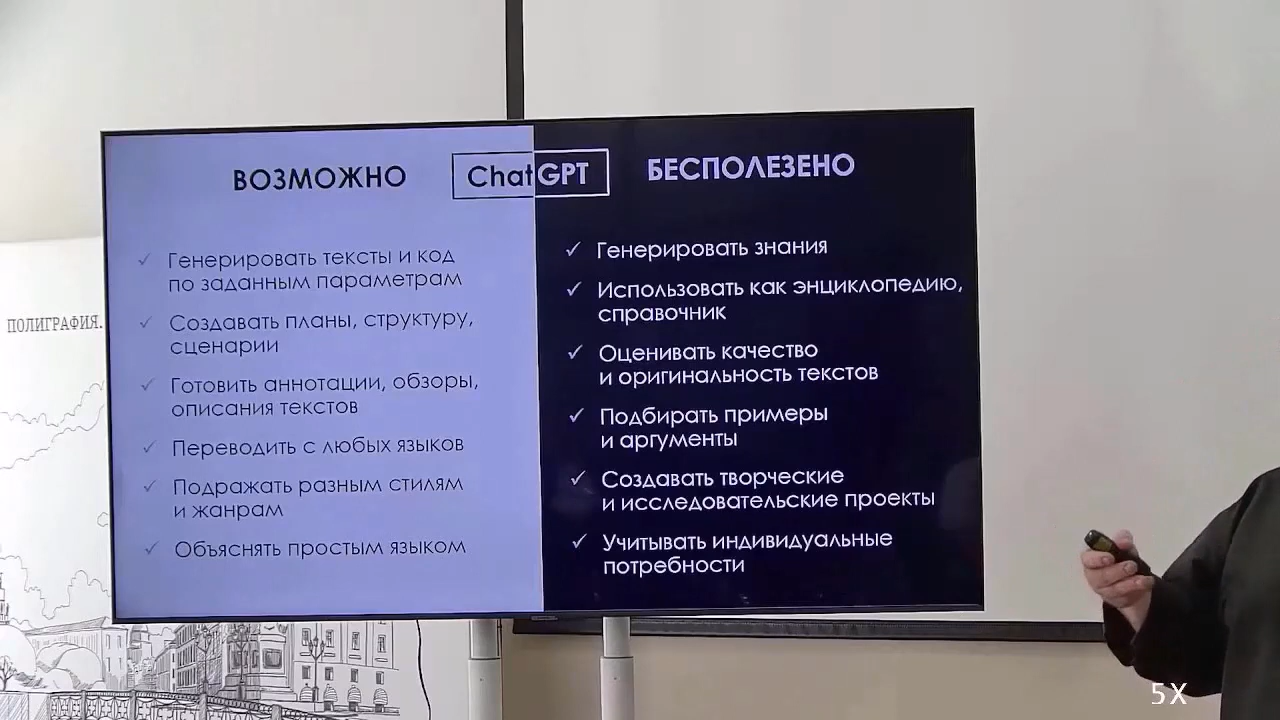 ВОЗМОЖНО
ChatGPT
БЕСПОЛЕЗЕНО
Генерировать тексты и код
по заданным параметрам
Создавать планы, структуру,
сценарии
Готовить аннотации, обзоры,
описания текстов
Переводить с любых языков
Подражать разным стилям
и жанрам
Объяснять простым языком
Генерировать знания
Использовать как энциклопедию,
справочник
Оценивать качество
и оригинальность текстов
Подбирать примеры
и аргументы
Создавать творческие
и исследовательские проекты
Учитывать индивидуальные
потребности
ПОЛИГРАФИЯ.
5X